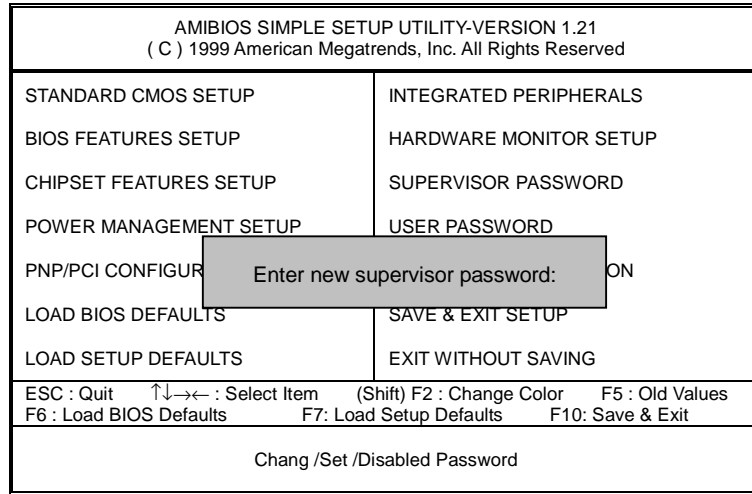 AMIBIOS SIMPLE SETUP UTILITY-VERSION 1.21
( C ) 1999 American Megatrends, Inc. All Rights Reserved
STANDARD CMOS SETUP
BIOS FEATURES SETUP
CHIPSET FEATURES SETUP
POWER MANAGEMENT SETUP
PNP/PCI CONFIGUR
LOAD BIOS DEFAULTS
LOAD SETUP DEFAULTS
INTEGRATED PERIPHERALS
HARDWARE MONITOR SETUP
SUPERVISOR PASSWORD
USER PASSWORD
ON
SAVE & EXIT SETUP
EXIT WITHOUT SAVING
Enter new supervisor password:
ESC : Quit ↑↓→← : Select Item (Shift) F2 : Change Color F5 : Old Values
F6 : Load BIOS Defaults F7: Load Setup Defaults F10: Save & Exit
Chang /Set /Disabled Password